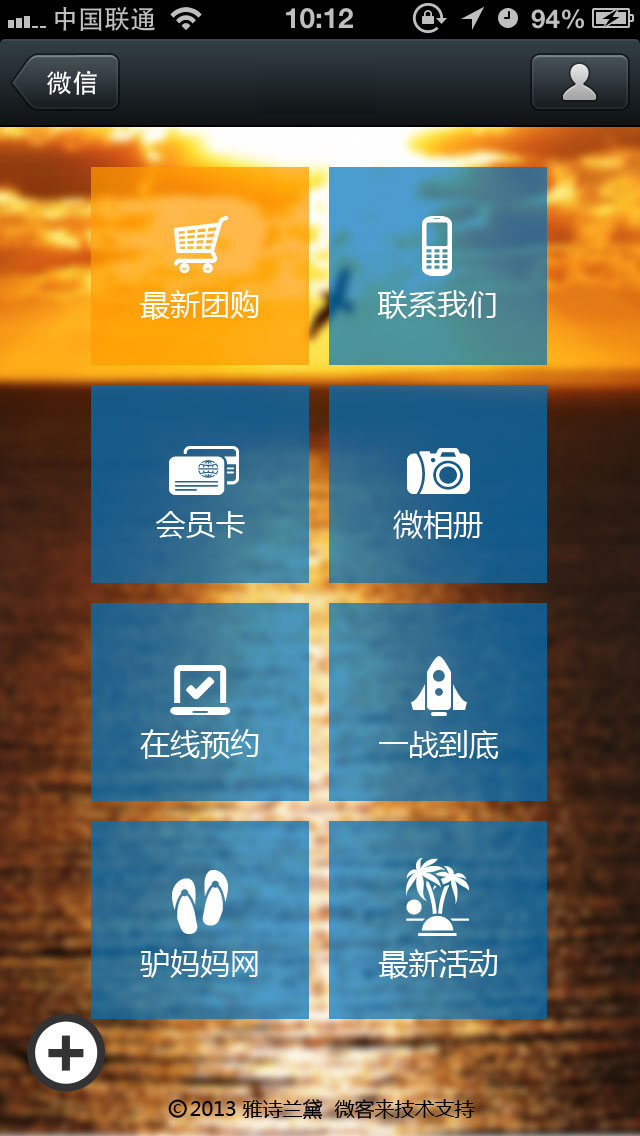 中国联通 10:12 94%
微信
最新团购 联系我们
会员卡 微相册
在线预约 一战到底
驴妈妈网 最新活动
©2013 雅诗兰黛 微客来技术支持